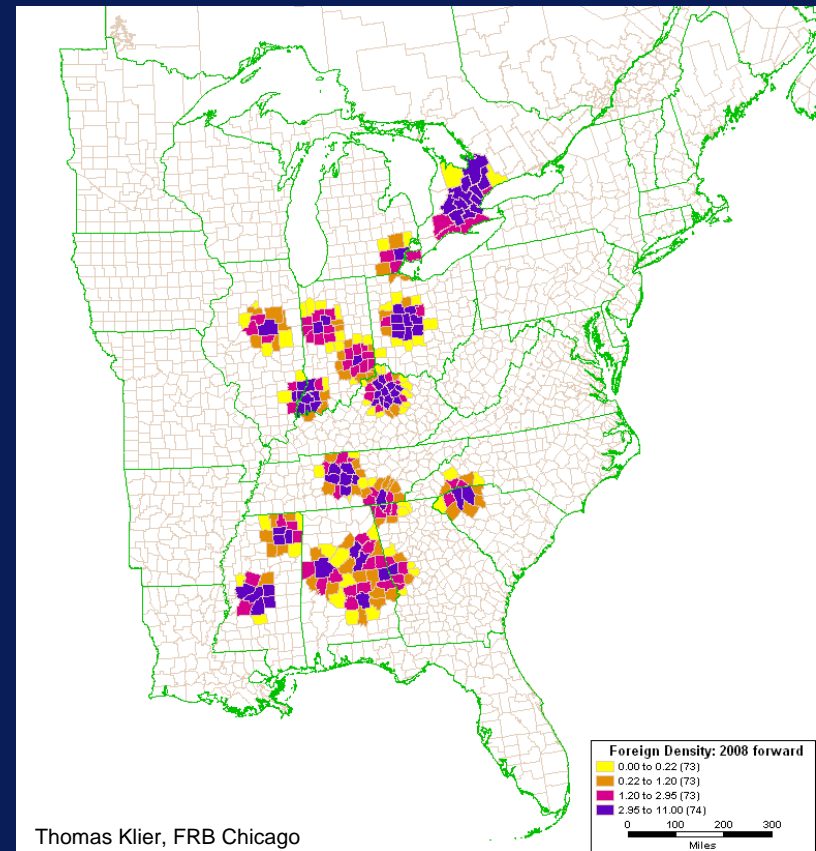 Foreign Density: 2008 forward
0.00 to 0.22 (73)
0.22 to 1.20 (73)
1.20 to 2.95 (73)
2.95 to 11.00 (74)
0 100 200 300
Miles
Thomas Klier, FRB Chicago